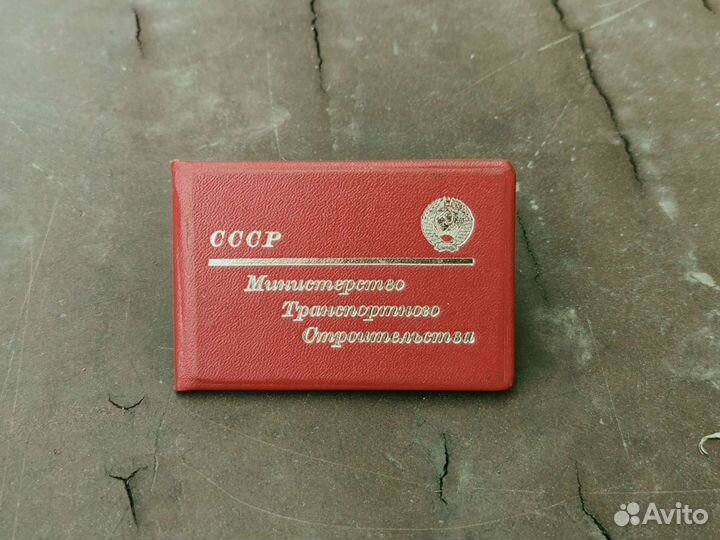 СССР
Министерство
Транспортного
Строительства
Avito